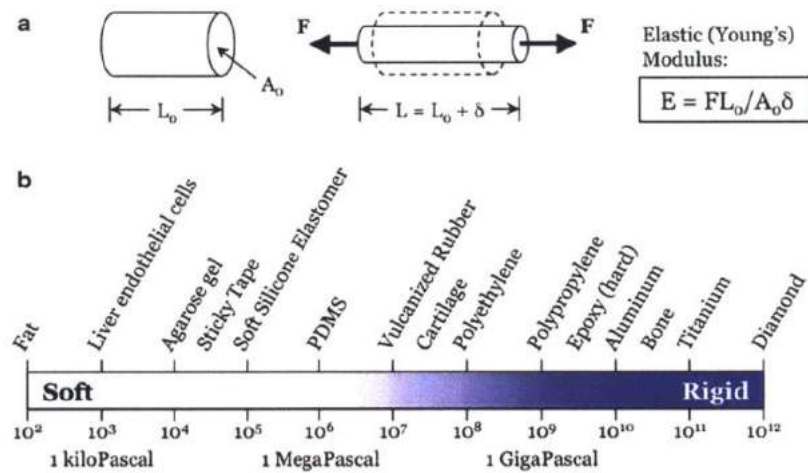 a
A₀
L₀
F
F
L = L₀ + δ
Elastic (Young's)
Modulus:
E = FL₀/A₀δ
b
Fat
Liver endothelial cells
Agarose gel
Sticky Tape
Soft Silicone Elastomer
PDMS
Vulcanized Rubber
Cartilage
Polyethylene
Polypropylene
Epoxy (hard)
Aluminum
Bone
Titanium
Diamond
Soft
Rigid
10² 10³ 10⁴ 10⁵ 10⁶ 10⁷ 10⁸ 10⁹ 10¹⁰ 10¹¹ 10¹²
1 kiloPascal 1 MegaPascal 1 GigaPascal